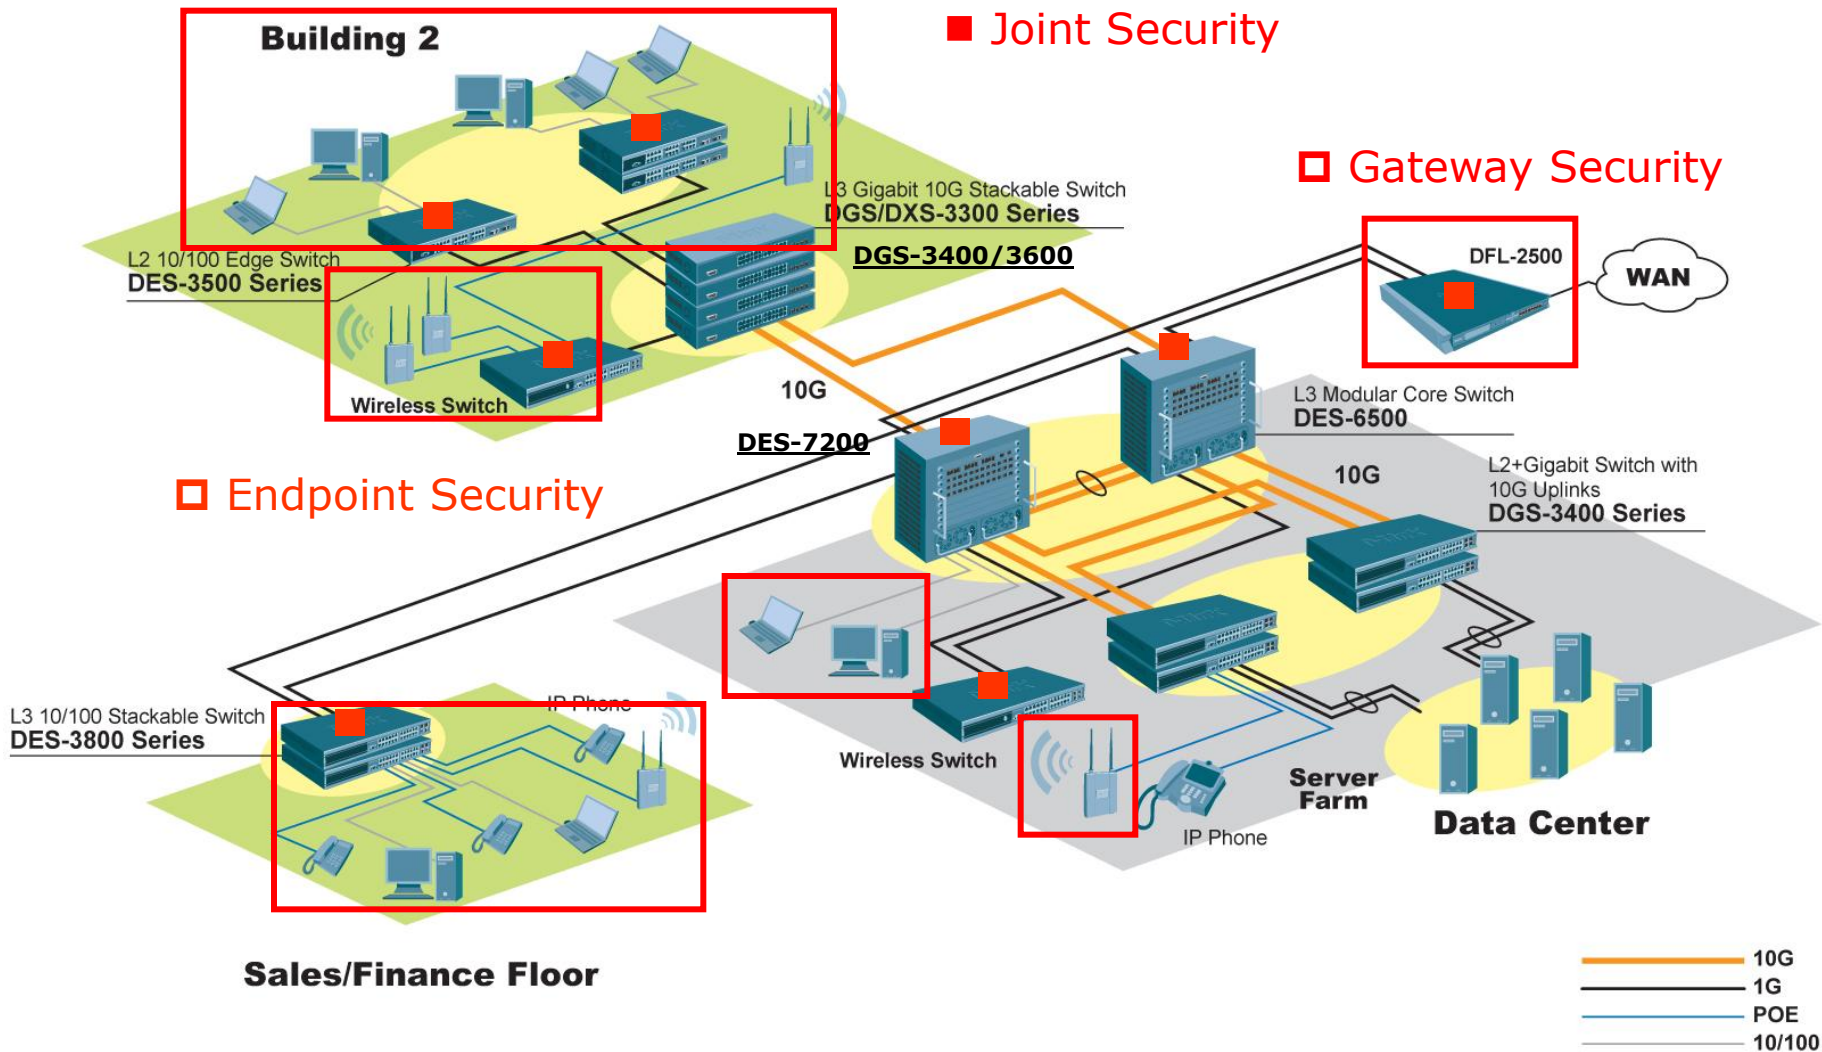 Building 2
Joint Security
Gateway Security
L3 Gigabit 10G Stackable Switch
DGS/DXS-3300 Series
DGS-3400/3600
L2 10/100 Edge Switch
DES-3500 Series
DFL-2500
WAN
Wireless Switch
10G
L3 Modular Core Switch
DES-6500
DES-7200
10G
L2+Gigabit Switch with
10G Uplinks
DGS-3400 Series
Endpoint Security
L3 10/100 Stackable Switch
DES-3800 Series
IP Phone
Wireless Switch
Server
Farm
Data Center
IP Phone
Sales/Finance Floor
10G
1G
POE
10/100